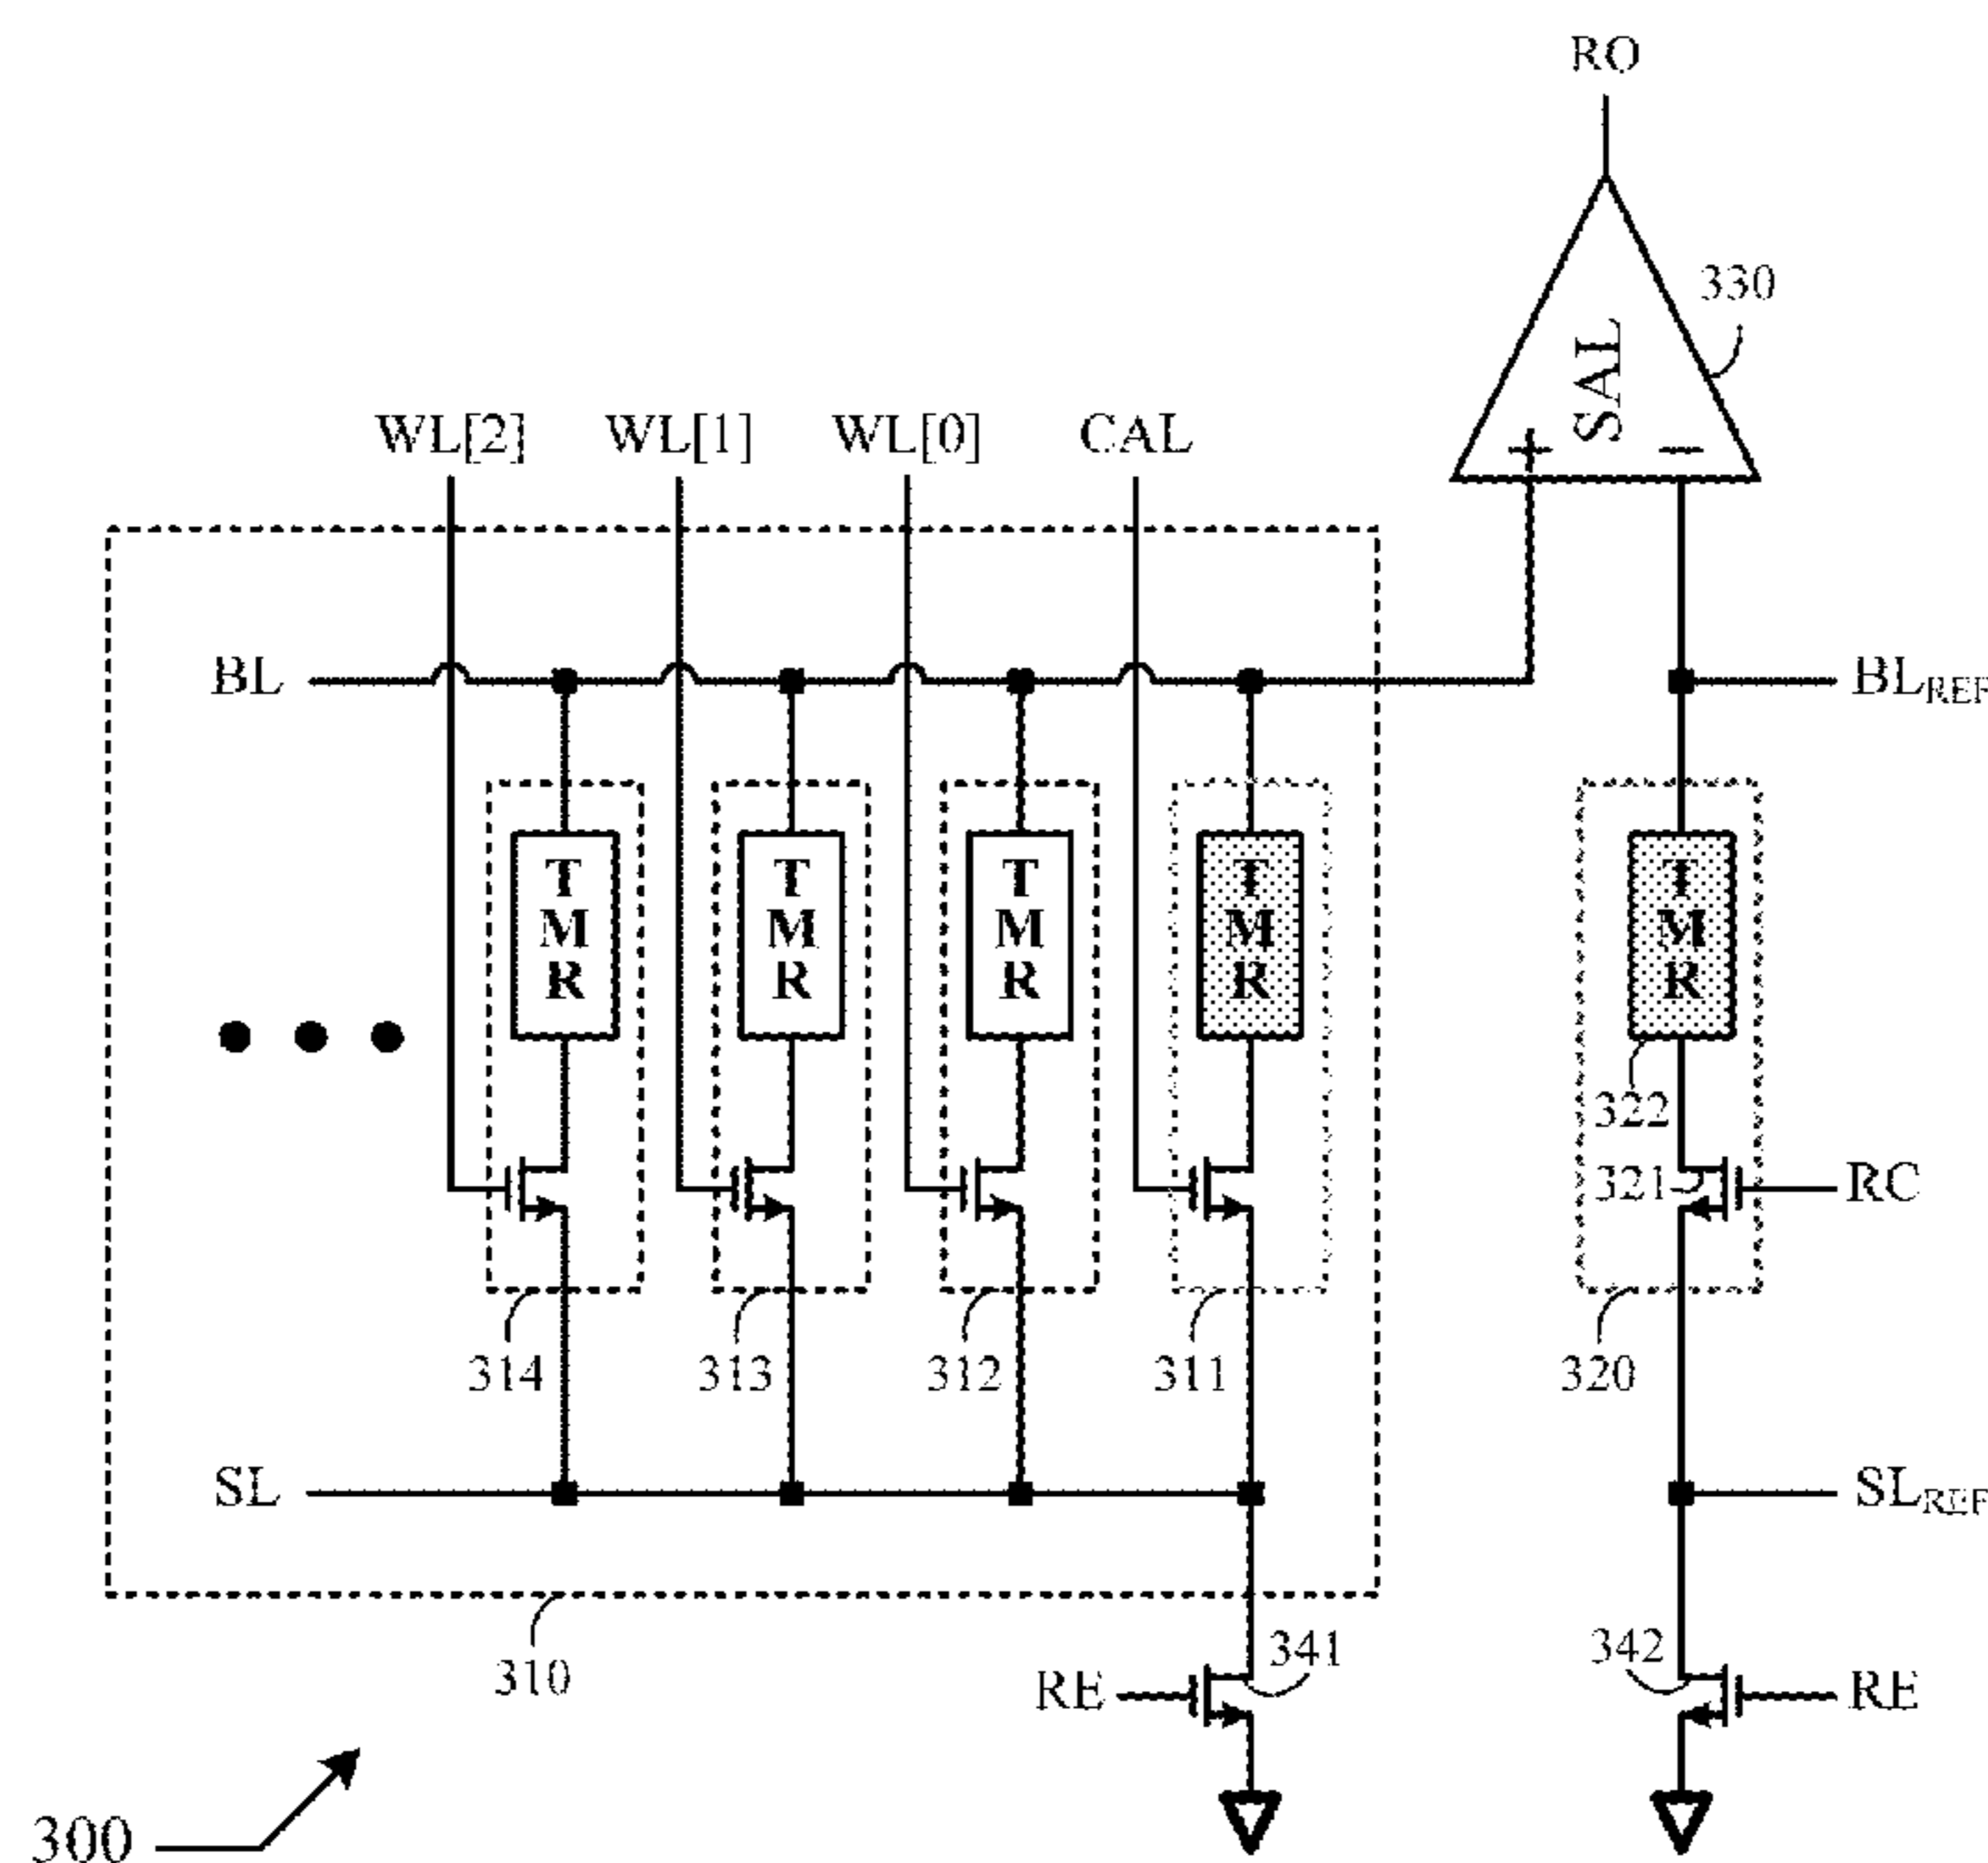 RO
330
SAL
+ −
WL[2] WL[1] WL[0] CAL
BL
BLREF
T M R
T M R
T M R
T M R
T M R
322
321
RC
314
313
312
311
320
SL
SLREF
310
341
342
RE
RE
300